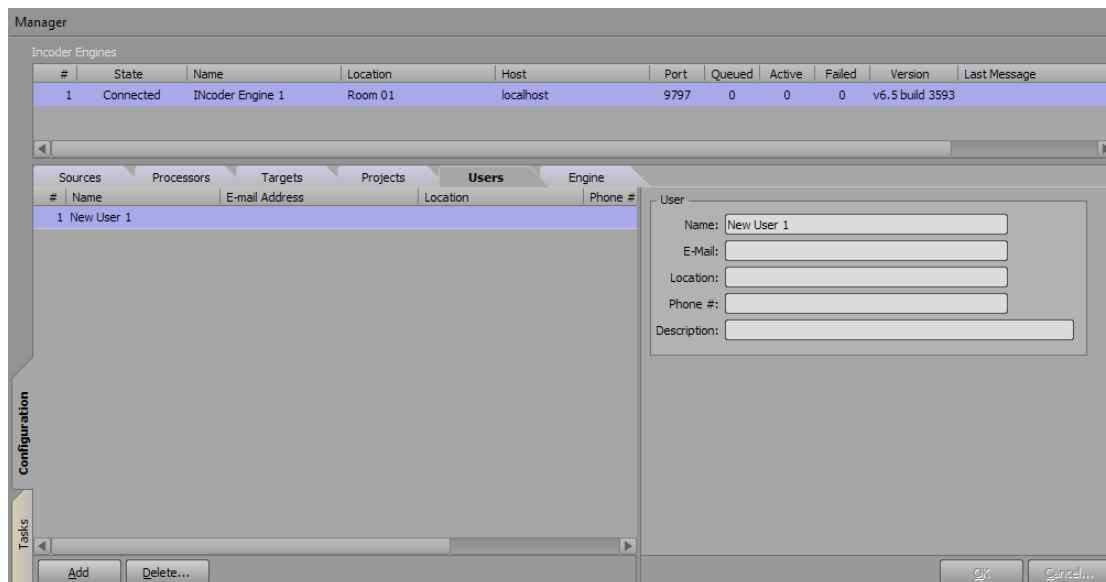 Manager
Incoder Engines
# State Name Location Host Port Queued Active Failed Version Last Message
1 Connected INcoder Engine 1 Room 01 localhost 9797 0 0 0 v6.5 build 3593
Sources Processors Targets Projects Users Engine
# Name E-mail Address Location Phone #
1 New User 1
User
Name: New User 1
E-Mail:
Location:
Phone #:
Description:
Configuration
Tasks
Add Delete... OK Cancel...